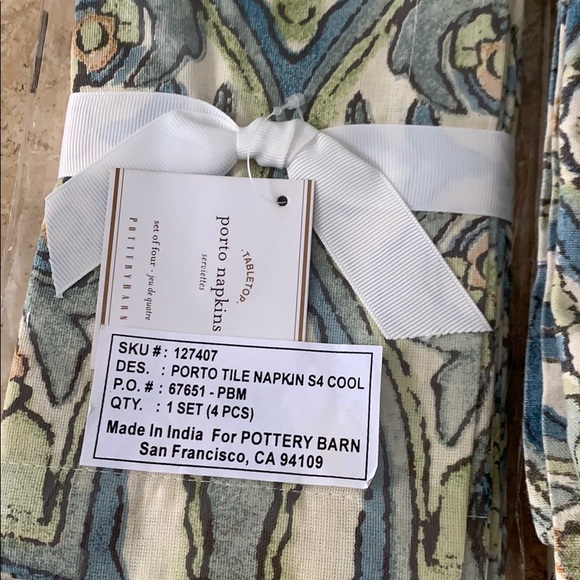 TABLETOP
porto napkins
serviettes
set of four • jeu de quatre
POTTERY BARN
SKU # : 127407
DES. : PORTO TILE NAPKIN S4 COOL
P.O. # : 67651 - PBM
QTY. : 1 SET (4 PCS)
Made In India For POTTERY BARN
San Francisco, CA 94109